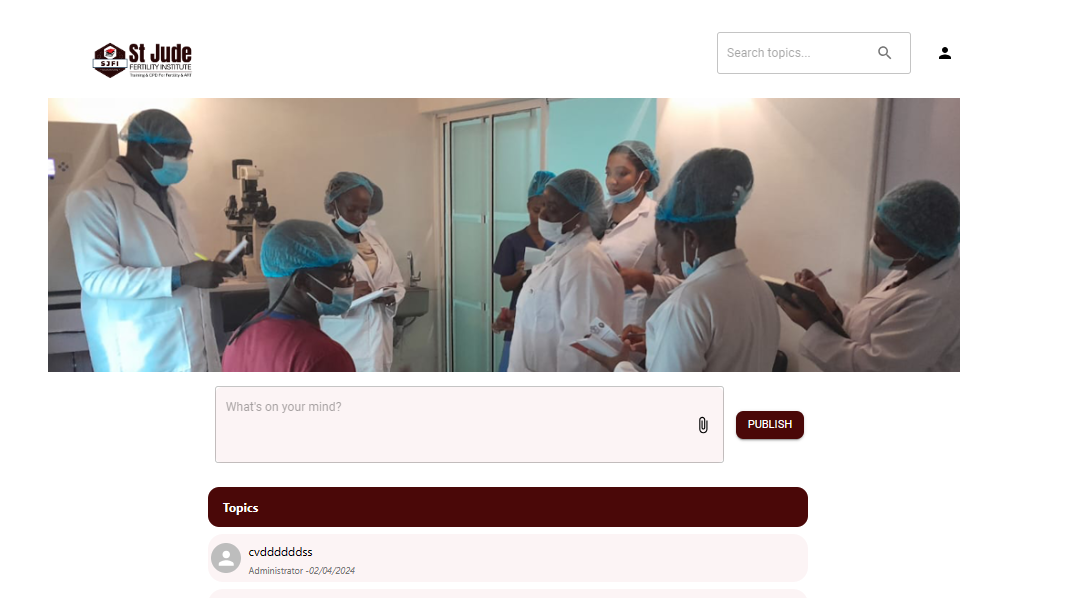 St Jude
SJFI
FERTILITY INSTITUTE
Training & CPD For Fertility & ART
Search topics...
What's on your mind?
PUBLISH
Topics
cvddddddss
Administrator -02/04/2024